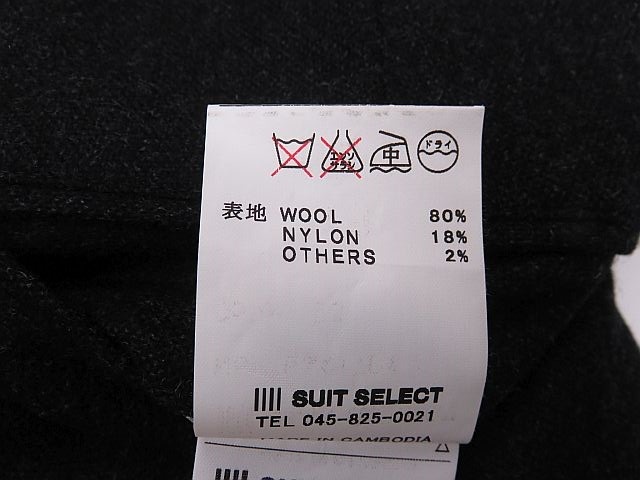 エンソ
サラシ
中
ドライ
表地 WOOL 80%
NYLON 18%
OTHERS 2%
SUIT SELECT
TEL 045-825-0021
MADE IN CAMBODIA